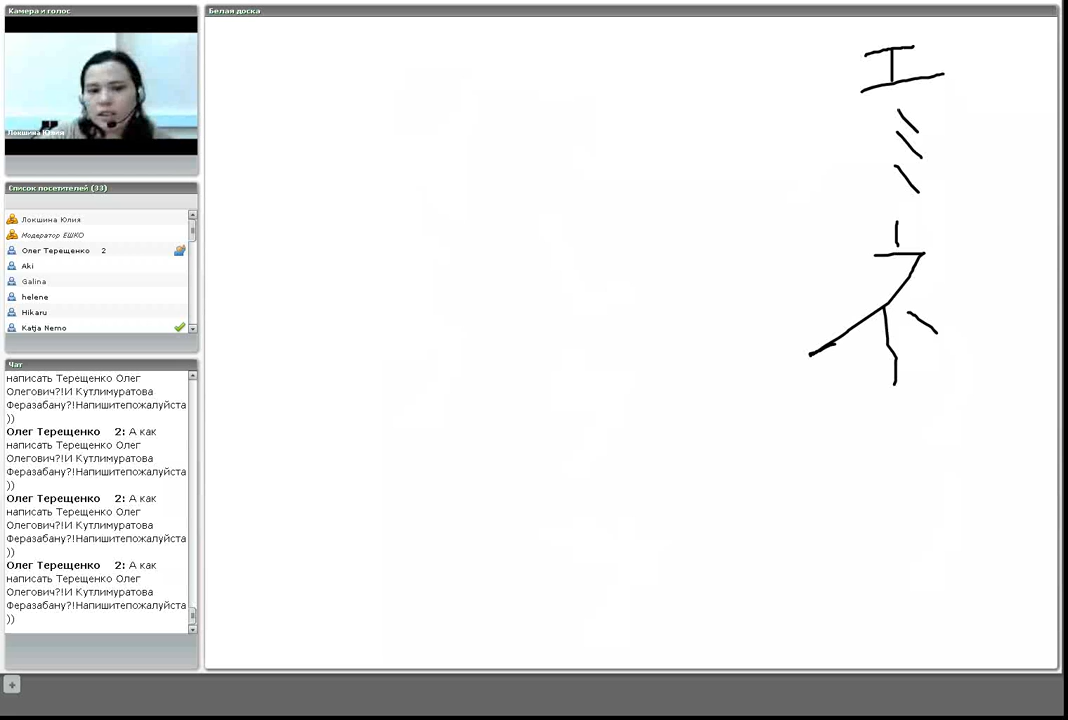 Камера и голос
Локшина Юлия
Список посетителей (33)
Локшина Юлия
Модератор ЕШКО
Олег Терещенко 2
Aki
Galina
helene
Hikaru
Katja Nemo
Чат
написать Терещенко Олег
Олегович?!И Кутлимуратова
Феразабану?!Напишитепожалуйста
))
Олег Терещенко 2: А как
написать Терещенко Олег
Олегович?!И Кутлимуратова
Феразабану?!Напишитепожалуйста
))
Олег Терещенко 2: А как
написать Терещенко Олег
Олегович?!И Кутлимуратова
Феразабану?!Напишитепожалуйста
))
Олег Терещенко 2: А как
написать Терещенко Олег
Олегович?!И Кутлимуратова
Феразабану?!Напишитепожалуйста
))
Белая доска
エ
ミ
ネ